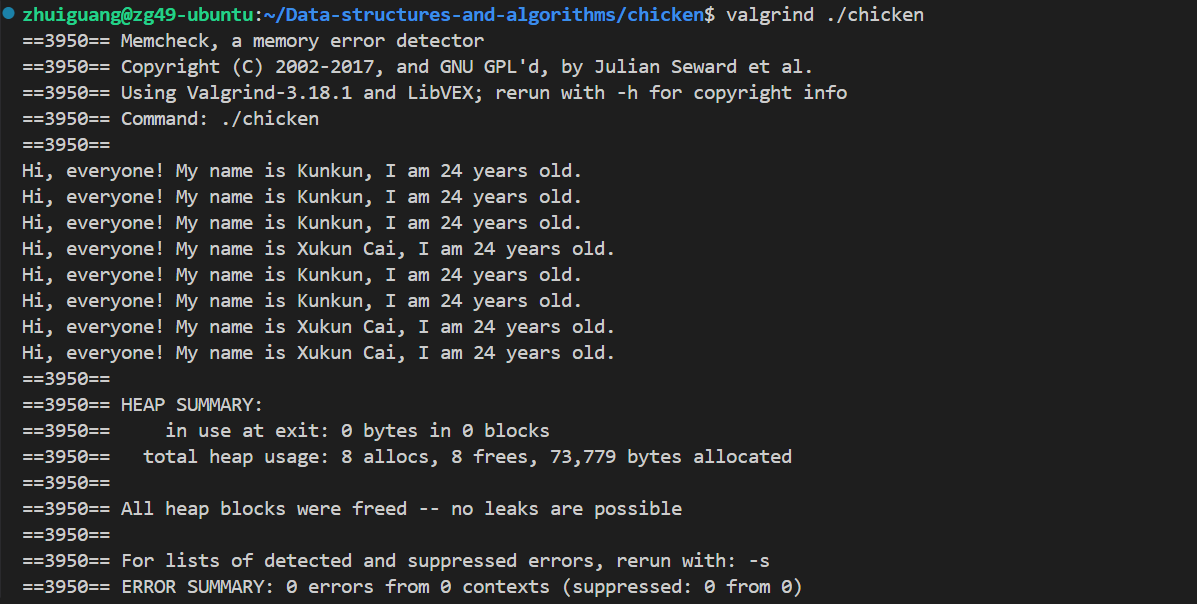 zhuiguang@zg49-ubuntu:~/Data-structures-and-algorithms/chicken$ valgrind ./chicken
==3950== Memcheck, a memory error detector
==3950== Copyright (C) 2002-2017, and GNU GPL'd, by Julian Seward et al.
==3950== Using Valgrind-3.18.1 and LibVEX; rerun with -h for copyright info
==3950== Command: ./chicken
==3950==
Hi, everyone! My name is Kunkun, I am 24 years old.
Hi, everyone! My name is Kunkun, I am 24 years old.
Hi, everyone! My name is Kunkun, I am 24 years old.
Hi, everyone! My name is Xukun Cai, I am 24 years old.
Hi, everyone! My name is Kunkun, I am 24 years old.
Hi, everyone! My name is Kunkun, I am 24 years old.
Hi, everyone! My name is Xukun Cai, I am 24 years old.
Hi, everyone! My name is Xukun Cai, I am 24 years old.
==3950==
==3950== HEAP SUMMARY:
==3950==     in use at exit: 0 bytes in 0 blocks
==3950==   total heap usage: 8 allocs, 8 frees, 73,779 bytes allocated
==3950==
==3950== All heap blocks were freed -- no leaks are possible
==3950==
==3950== For lists of detected and suppressed errors, rerun with: -s
==3950== ERROR SUMMARY: 0 errors from 0 contexts (suppressed: 0 from 0)